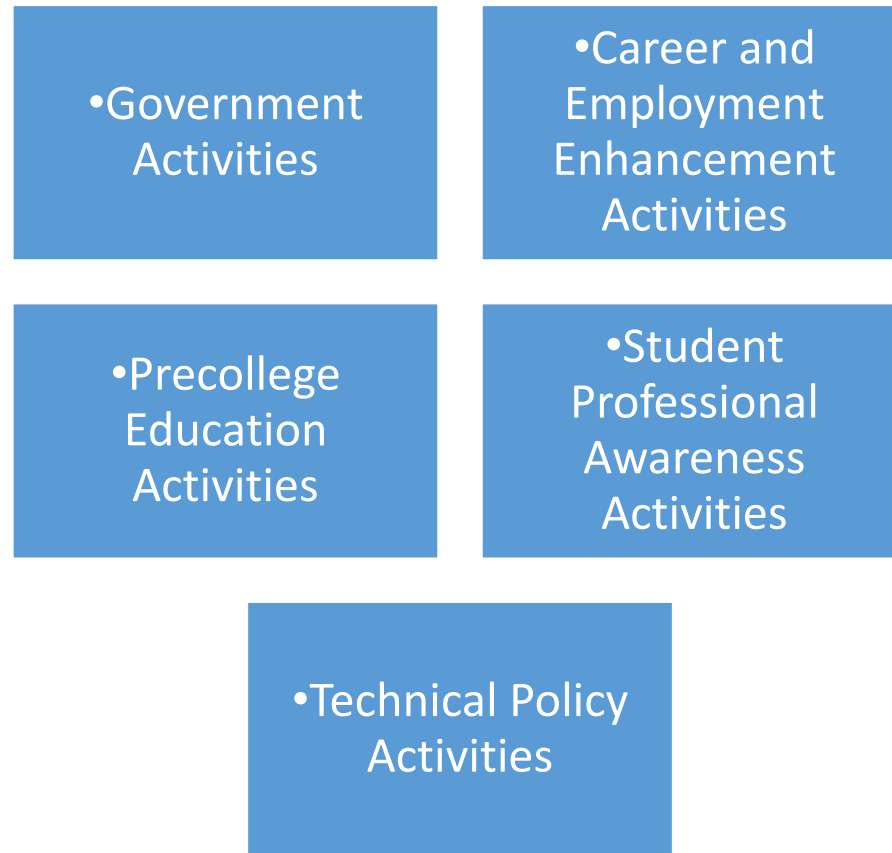 •Government
Activities
•Career and
Employment
Enhancement
Activities
•Precollege
Education
Activities
•Student
Professional
Awareness
Activities
•Technical Policy
Activities